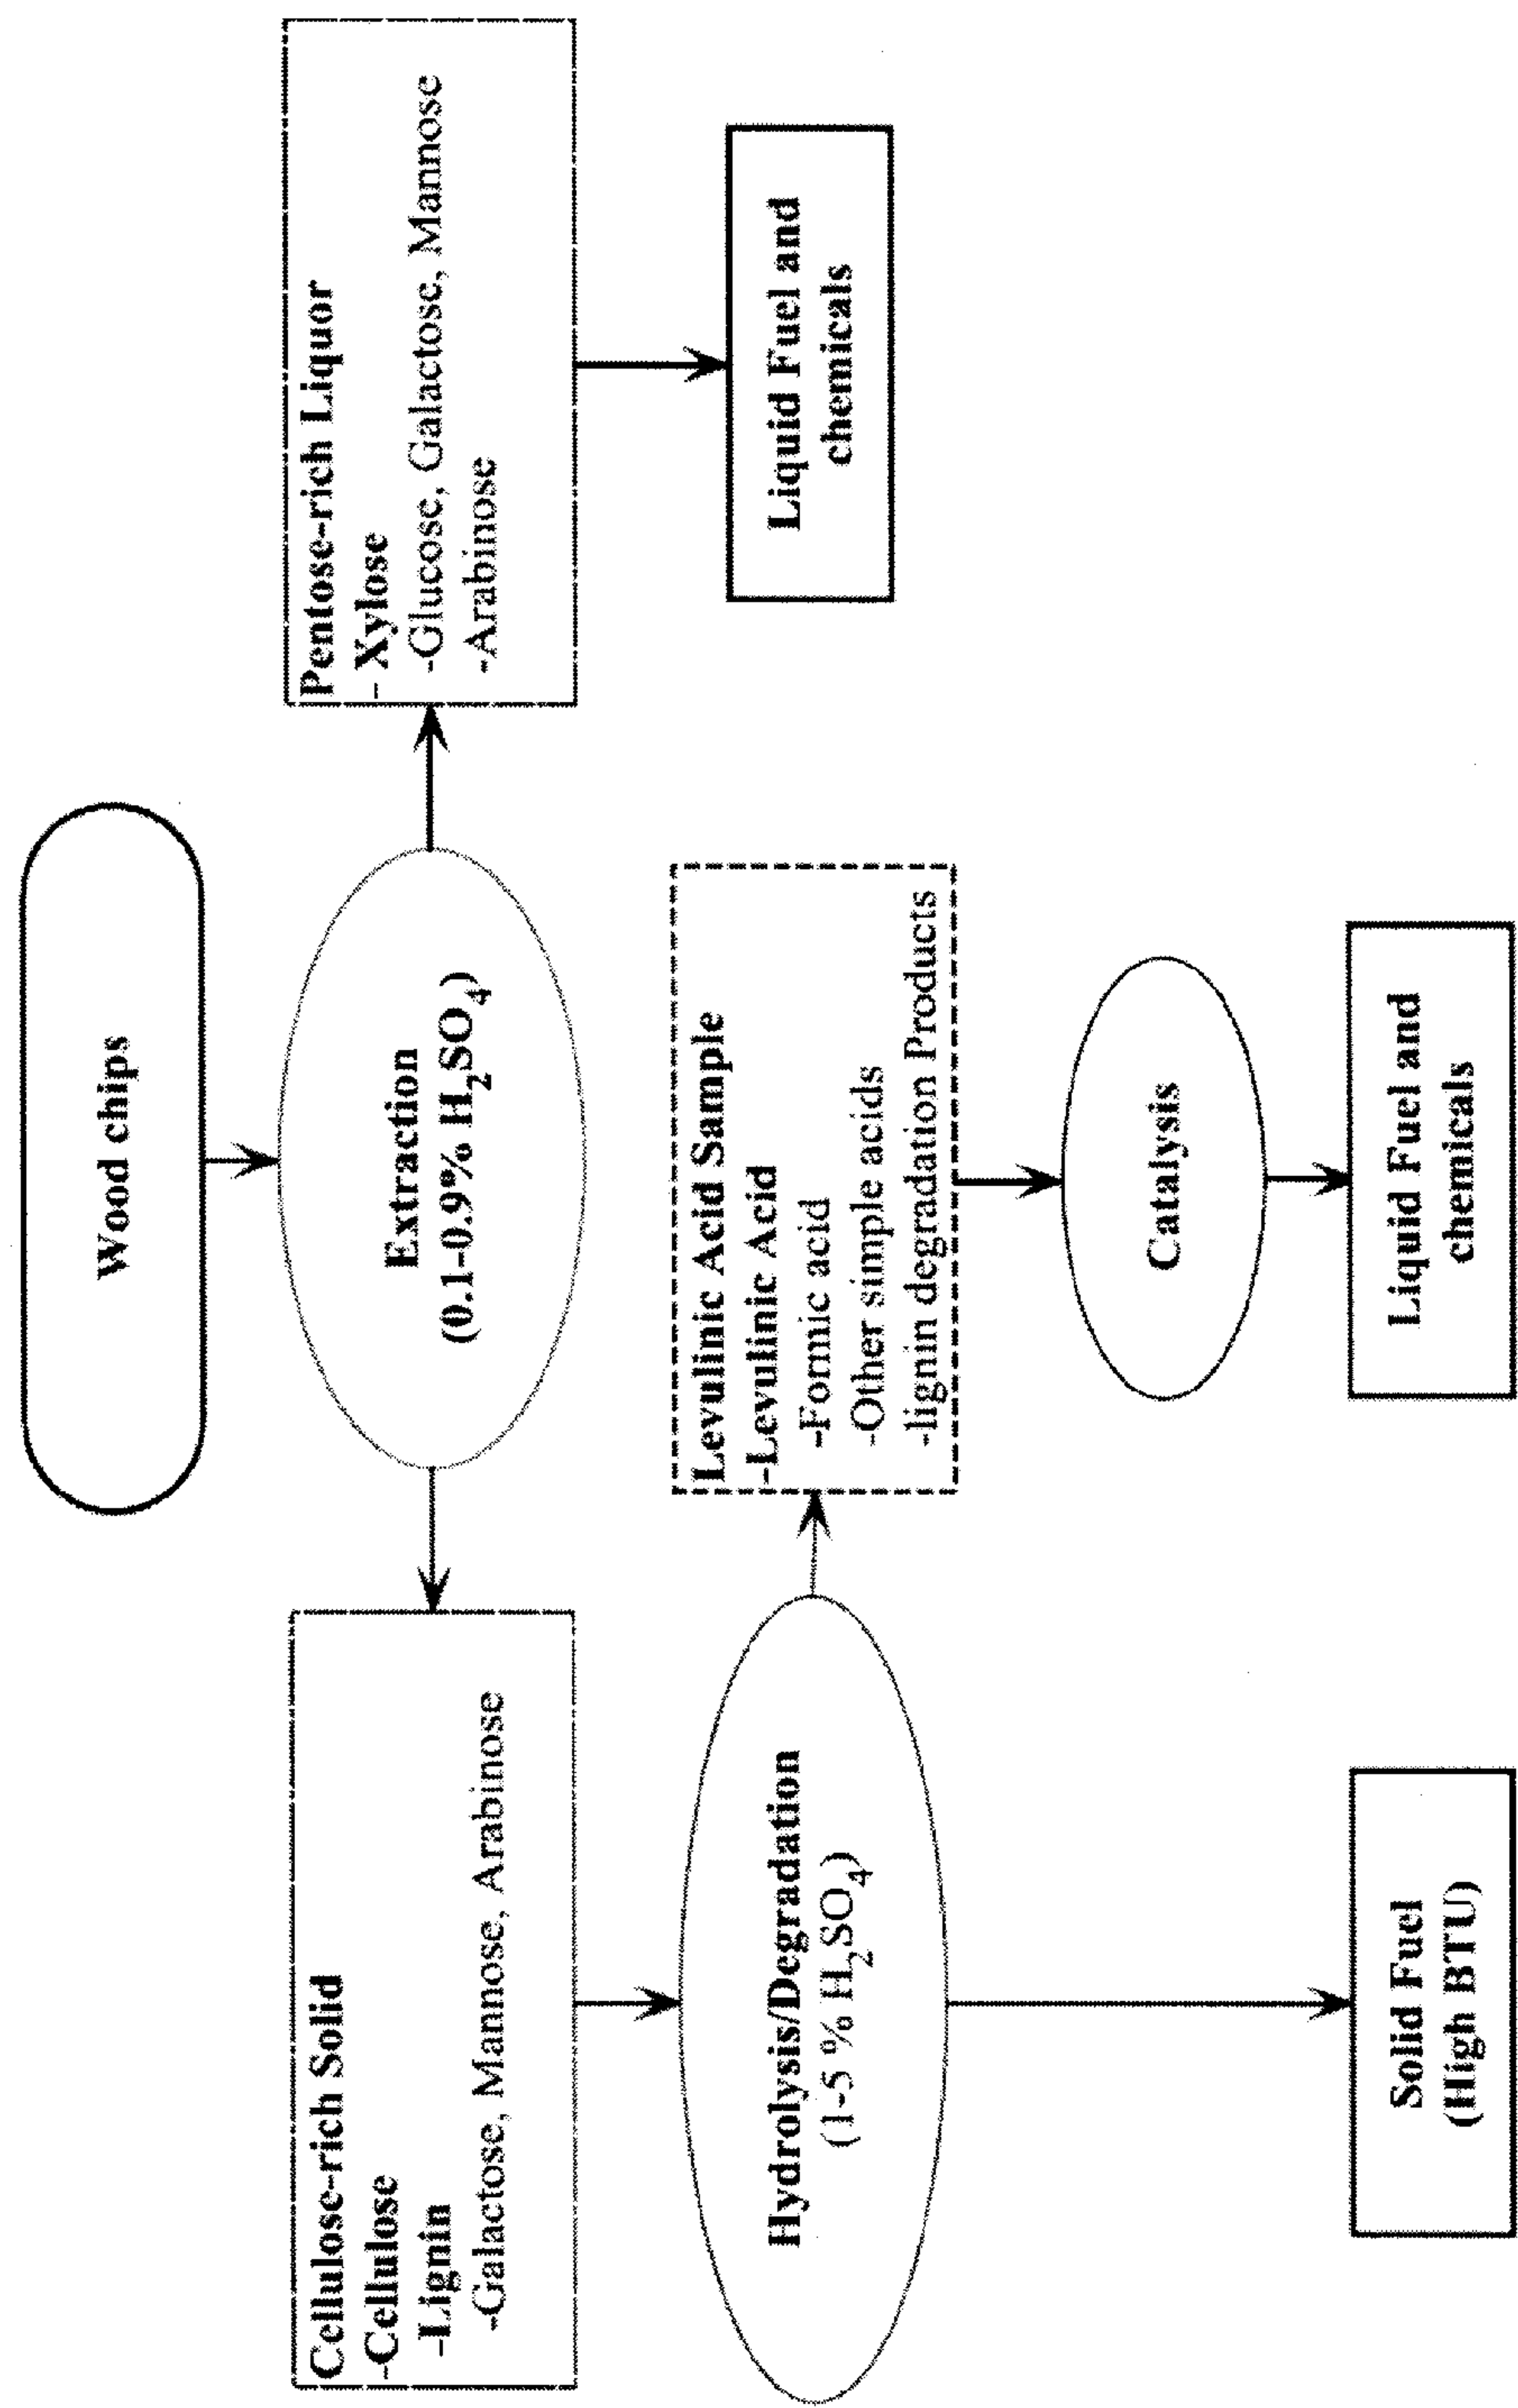 Wood chips
Extraction
(0.1-0.9% H2SO4)
Cellulose-rich Solid
-Cellulose
-Lignin
-Galactose, Mannose, Arabinose
Pentose-rich Liquor
- Xylose
-Glucose, Galactose, Mannose
-Arabinose
Hydrolysis/Degradation
(1-5 % H2SO4)
Levulinic Acid Sample
-Levulinic Acid
-Formic acid
-Other simple acids
-lignin degradation Products
Liquid Fuel and
chemicals
Catalysis
Solid Fuel
(High BTU)
Liquid Fuel and
chemicals